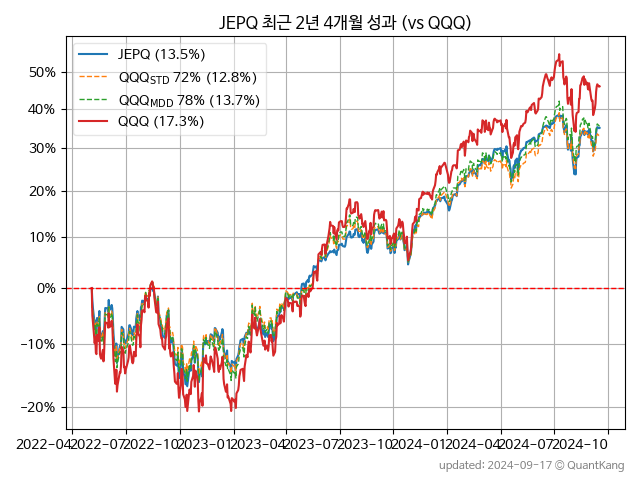 JEPQ 최근 2년 4개월 성과 (vs QQQ)
JEPQ (13.5%)
QQQSTD 72% (12.8%)
QQQMDD 78% (13.7%)
QQQ (17.3%)
50%
40%
30%
20%
10%
0%
−10%
−20%
2022-04 2022-07 2022-10 2023-01 2023-04 2023-07 2023-10 2024-01 2024-04 2024-07 2024-10
updated: 2024-09-17 © QuantKang